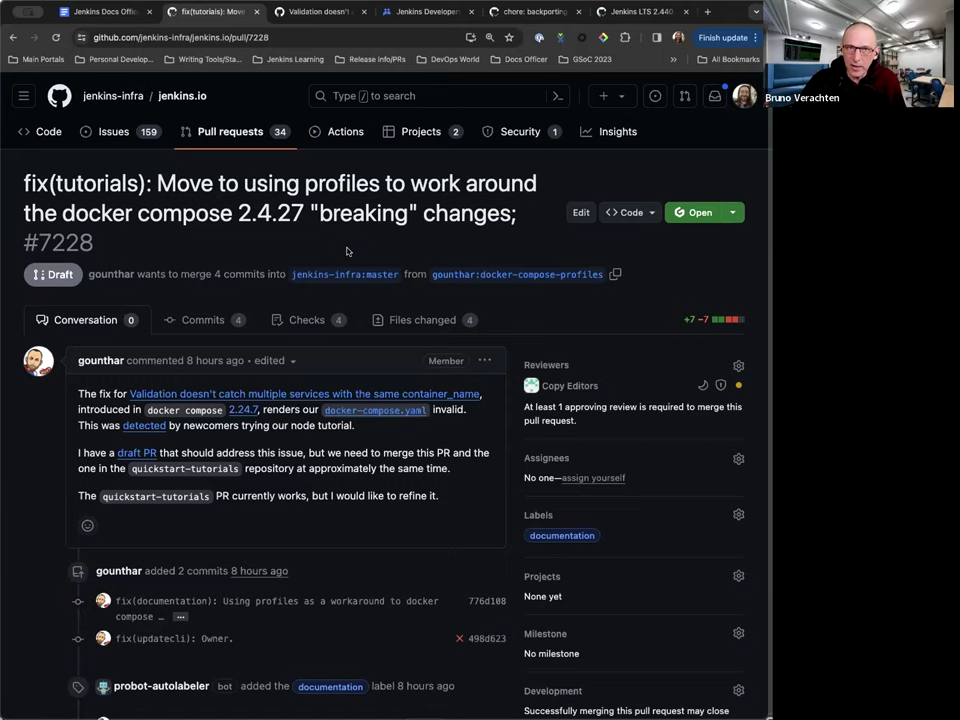 Jenkins Docs Offic
fix(tutorials): Move
Validation doesn't
Jenkins Developer
chore: backporting
Jenkins LTS 2.440
github.com/jenkins-infra/jenkins.io/pull/7228
Finish update
Main Portals
Personal Develop...
Writing Tools/Sta...
Jenkins Learning
Release Info/PRs
DevOps World
Docs Officer
GSoC 2023
All Bookmarks
Bruno Verachten
jenkins-infra / jenkins.io
Type / to search
Code
Issues 159
Pull requests 34
Actions
Projects 2
Security 1
Insights
fix(tutorials): Move to using profiles to work around
the docker compose 2.4.27 "breaking" changes;
#7228
Edit
Code
Open
Draft
gounthar wants to merge 4 commits into jenkins-infra:master from gounthar:docker-compose-profiles
Conversation 0
Commits 4
Checks 4
Files changed 4
+7 −7
gounthar commented 8 hours ago • edited
Member
The fix for Validation doesn't catch multiple services with the same container_name,
introduced in docker compose 2.24.7, renders our docker-compose.yaml invalid.
This was detected by newcomers trying our node tutorial.
I have a draft PR that should address this issue, but we need to merge this PR and the
one in the quickstart-tutorials repository at approximately the same time.
The quickstart-tutorials PR currently works, but I would like to refine it.
gounthar added 2 commits 8 hours ago
fix(documentation): Using profiles as a workaround to docker
compose … ...
776d108
fix(updatecli): Owner.
498d623
probot-autolabeler bot added the documentation label 8 hours ago
Reviewers
Copy Editors
At least 1 approving review is required to merge this
pull request.
Assignees
No one—assign yourself
Labels
documentation
Projects
None yet
Milestone
No milestone
Development
Successfully merging this pull request may close